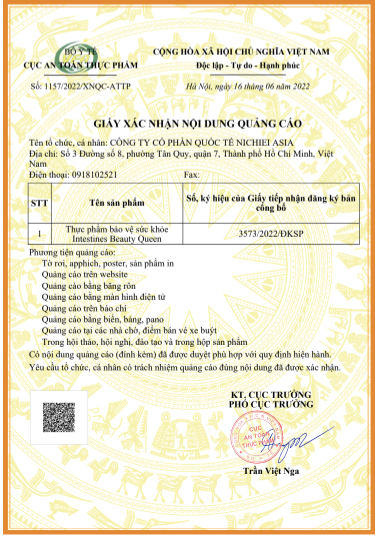 BỘ Y TẾ
CỤC AN TOÀN THỰC PHẨM
CỘNG HÒA XÃ HỘI CHỦ NGHĨA VIỆT NAM
Độc lập - Tự do - Hạnh phúc
Số: 1157/2022/XNQC-ATTP
Hà Nội, ngày 16 tháng 06 năm 2022
GIẤY XÁC NHẬN NỘI DUNG QUẢNG CÁO
Tên tổ chức, cá nhân: CÔNG TY CỔ PHẦN QUỐC TẾ NICHIEI ASIA
Địa chỉ: Số 3 Đường số 8, phường Tân Quy, quận 7, Thành phố Hồ Chí Minh, Việt
Nam
Điện thoại: 0918102521 Fax:
STT
Tên sản phẩm
Số, ký hiệu của Giấy tiếp nhận đăng ký bản
công bố
1
Thực phẩm bảo vệ sức khỏe
Intestines Beauty Queen
3573/2022/ĐKSP
Phương tiện quảng cáo:
Tờ rơi, apphich, poster, sản phẩm in
Quảng cáo trên website
Quảng cáo bằng băng rôn
Quảng cáo bằng màn hình điện tử
Quảng cáo trên báo chí
Quảng cáo bằng biển, bảng, pano
Quảng cáo tại các nhà chờ, điểm bán vé xe buýt
Trong hội thảo, hội nghị, đào tạo và trong hộp sản phẩm
Có nội dung quảng cáo (đính kèm) đã được duyệt phù hợp với quy định hiện hành.
Yêu cầu tổ chức, cá nhân có trách nhiệm quảng cáo đúng nội dung đã được xác nhận.
KT, CỤC TRƯỞNG
PHÓ CỤC TRƯỞNG
CỤC
AN TOÀN
THỰC PHẨM
Trần Việt Nga